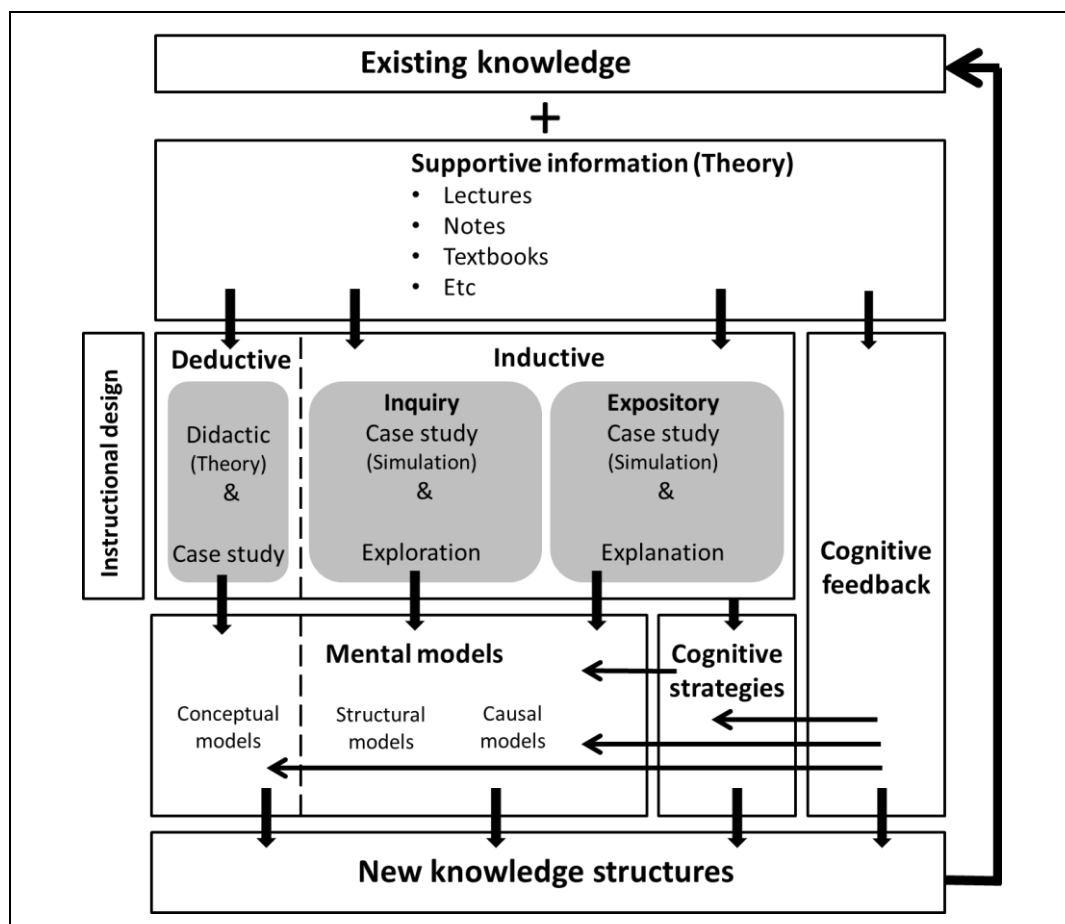 Existing knowledge
+
Supportive information (Theory)
• Lectures
• Notes
• Textbooks
• Etc
Instructional design
Deductive
Didactic
(Theory)
&
Case study
Inductive
Inquiry
Case study
(Simulation)
&
Exploration
Expository
Case study
(Simulation)
&
Explanation
Cognitive
feedback
Mental models
Conceptual
models
Structural
models
Causal
models
Cognitive
strategies
New knowledge structures